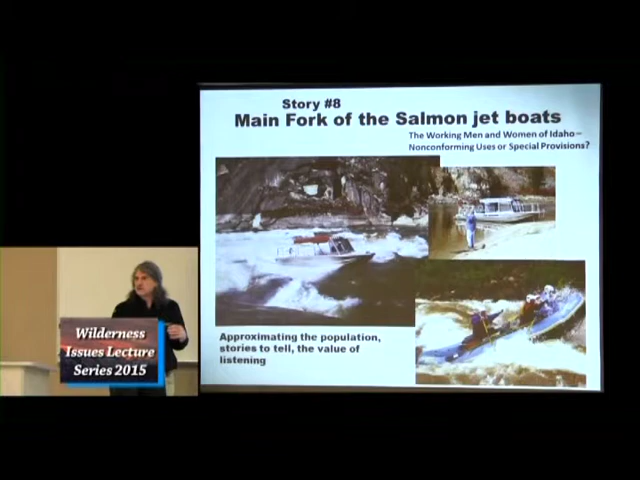 Story #8
Main Fork of the Salmon jet boats
The Working Men and Women of Idaho—
Nonconforming Uses or Special Provisions?
Approximating the population,
stories to tell, the value of
listening
Wilderness
Issues Lecture
Series 2015